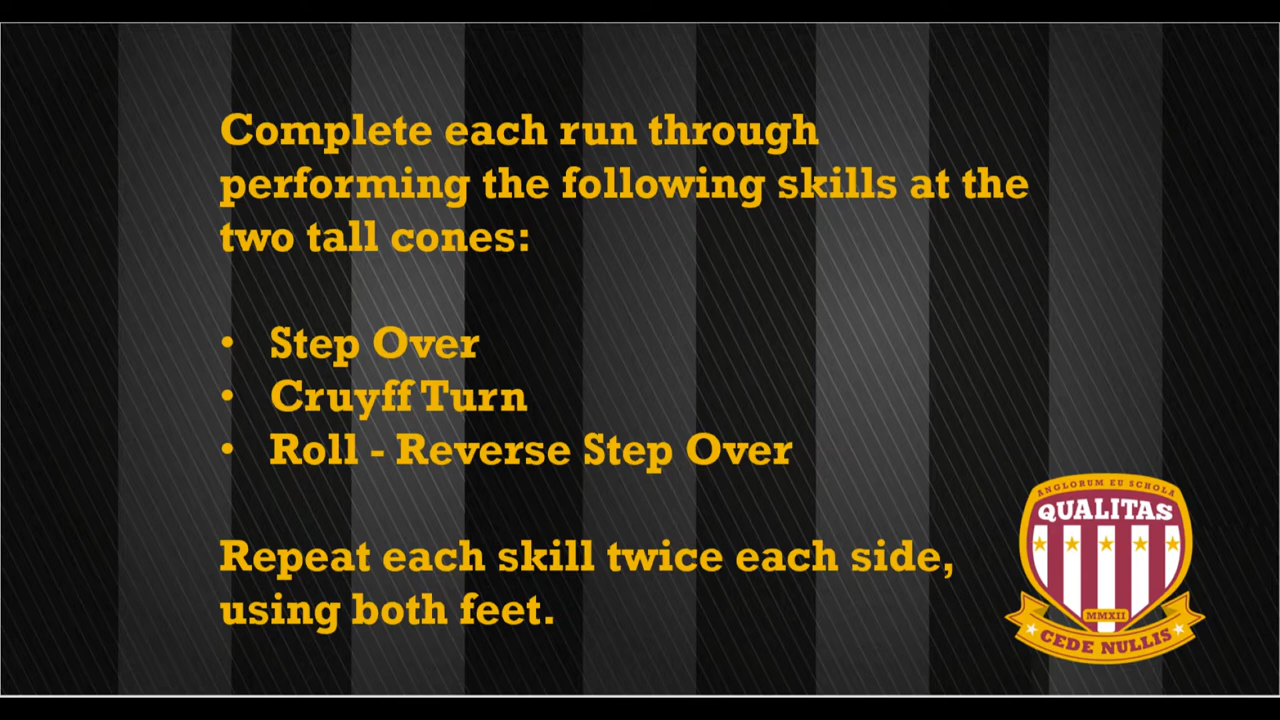 Complete each run through
performing the following skills at the
two tall cones:
• Step Over
• Cruyff Turn
• Roll - Reverse Step Over
Repeat each skill twice each side,
using both feet.
ANGLORUM EU SCHOLA
QUALITAS
MMXII
CEDE NULLIS